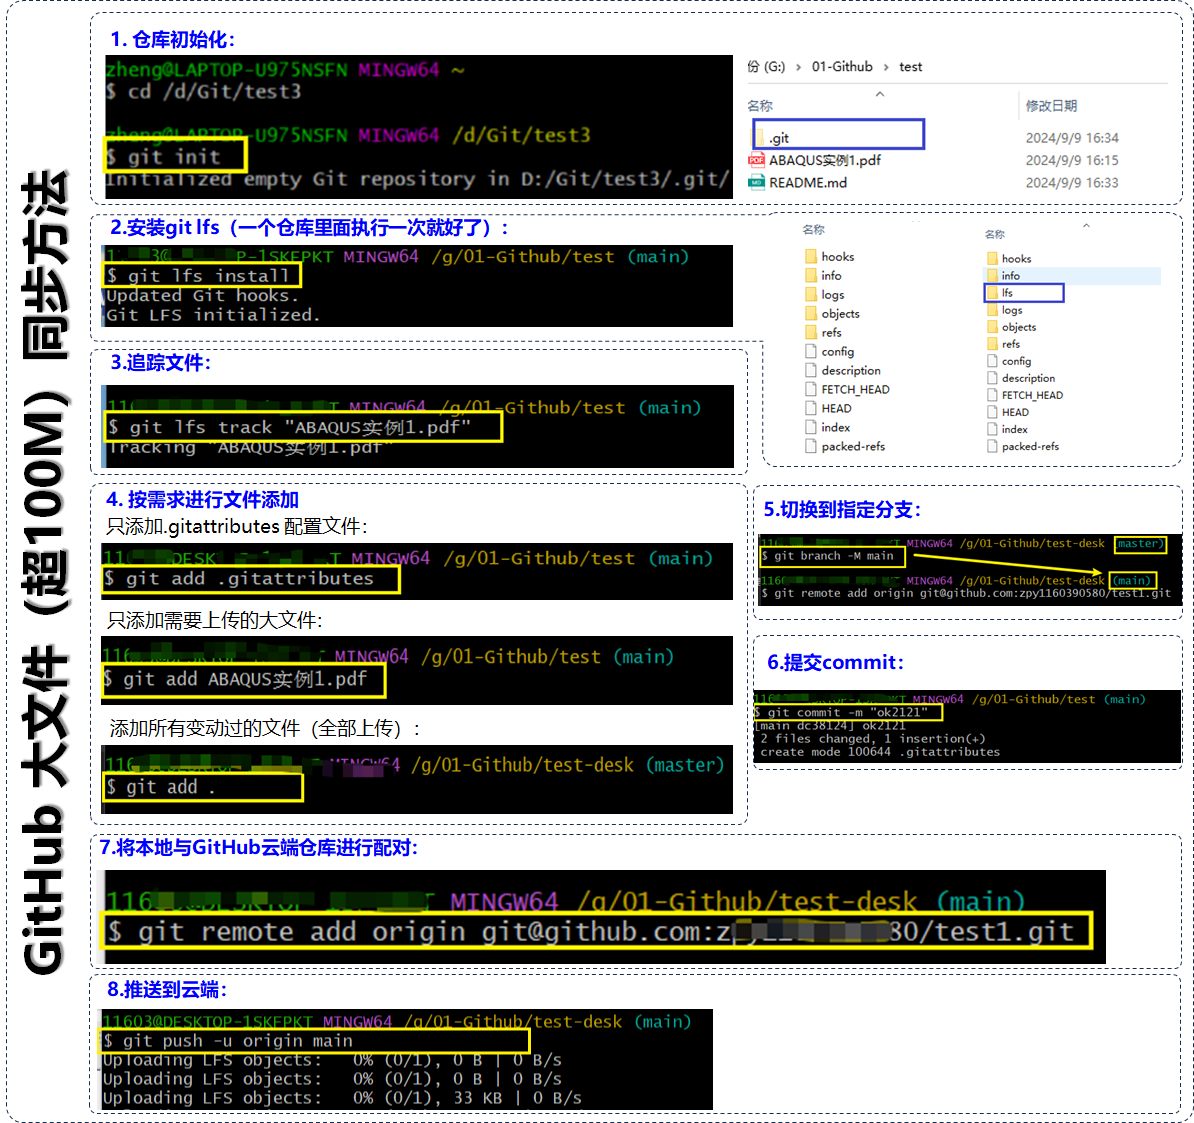 GitHub 大文件（超100M）同步方法
1. 仓库初始化：
zheng@LAPTOP-U975NSFN MINGW64 ~
$ cd /d/Git/test3
zheng@LAPTOP-U975NSFN MINGW64 /d/Git/test3
$ git init
Initialized empty Git repository in D:/Git/test3/.git/
份 (G:) › 01-Github › test
名称 修改日期
.git 2024/9/9 16:34
ABAQUS实例1.pdf 2024/9/9 16:15
README.md 2024/9/9 16:33
2.安装git lfs（一个仓库里面执行一次就好了）：
P-1SKEPKT MINGW64 /g/01-Github/test (main)
$ git lfs install
Updated Git hooks.
Git LFS initialized.
名称
hooks
info
logs
objects
refs
config
description
FETCH_HEAD
HEAD
index
packed-refs
名称
hooks
info
lfs
logs
objects
refs
config
description
FETCH_HEAD
HEAD
index
packed-refs
3.追踪文件：
MINGW64 /g/01-Github/test (main)
$ git lfs track "ABAQUS实例1.pdf"
Tracking "ABAQUS实例1.pdf"
4. 按需求进行文件添加
只添加.gitattributes 配置文件：
MINGW64 /g/01-Github/test (main)
$ git add .gitattributes
只添加需要上传的大文件：
MINGW64 /g/01-Github/test (main)
$ git add ABAQUS实例1.pdf
添加所有变动过的文件（全部上传）：
/g/01-Github/test-desk (master)
$ git add .
5.切换到指定分支：
MINGW64 /g/01-Github/test-desk (master)
$ git branch -M main
MINGW64 /g/01-Github/test-desk (main)
$ git remote add origin git@github.com:zpy1160390580/test1.git
6.提交commit：
MINGW64 /g/01-Github/test (main)
$ git commit -m "ok2121"
[main dc38124] ok2121
2 files changed, 1 insertion(+)
create mode 100644 .gitattributes
7.将本地与GitHub云端仓库进行配对：
MINGW64 /g/01-Github/test-desk (main)
$ git remote add origin git@github.com:zpy 80/test1.git
8.推送到云端：
11603@DESKTOP-1SKEPKT MINGW64 /g/01-Github/test-desk (main)
$ git push -u origin main
Uploading LFS objects: 0% (0/1), 0 B | 0 B/s
Uploading LFS objects: 0% (0/1), 0 B | 0 B/s
Uploading LFS objects: 0% (0/1), 33 KB | 0 B/s